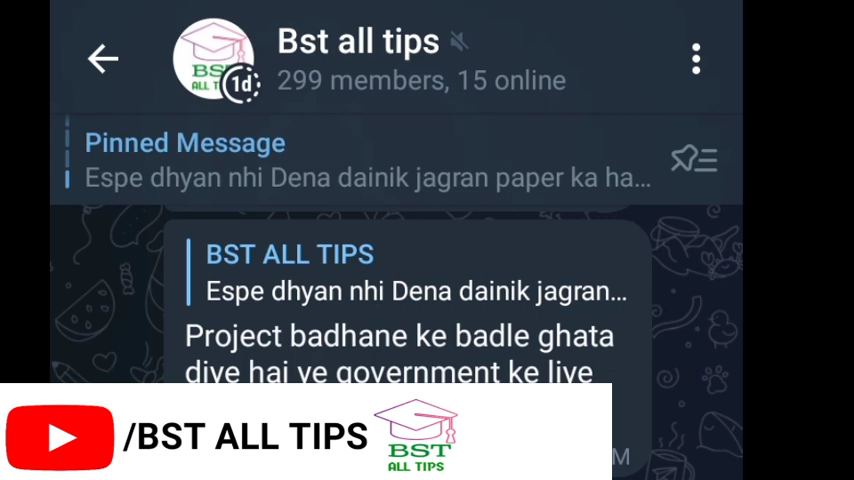 Bst all tips
299 members, 15 online
BST
ALL T
1d
Pinned Message
Espe dhyan nhi Dena dainik jagran paper ka ha...
BST ALL TIPS
Espe dhyan nhi Dena dainik jagran...
Project badhane ke badle ghata
diye hai ye government ke liye
M
/BST ALL TIPS
BST
ALL TIPS